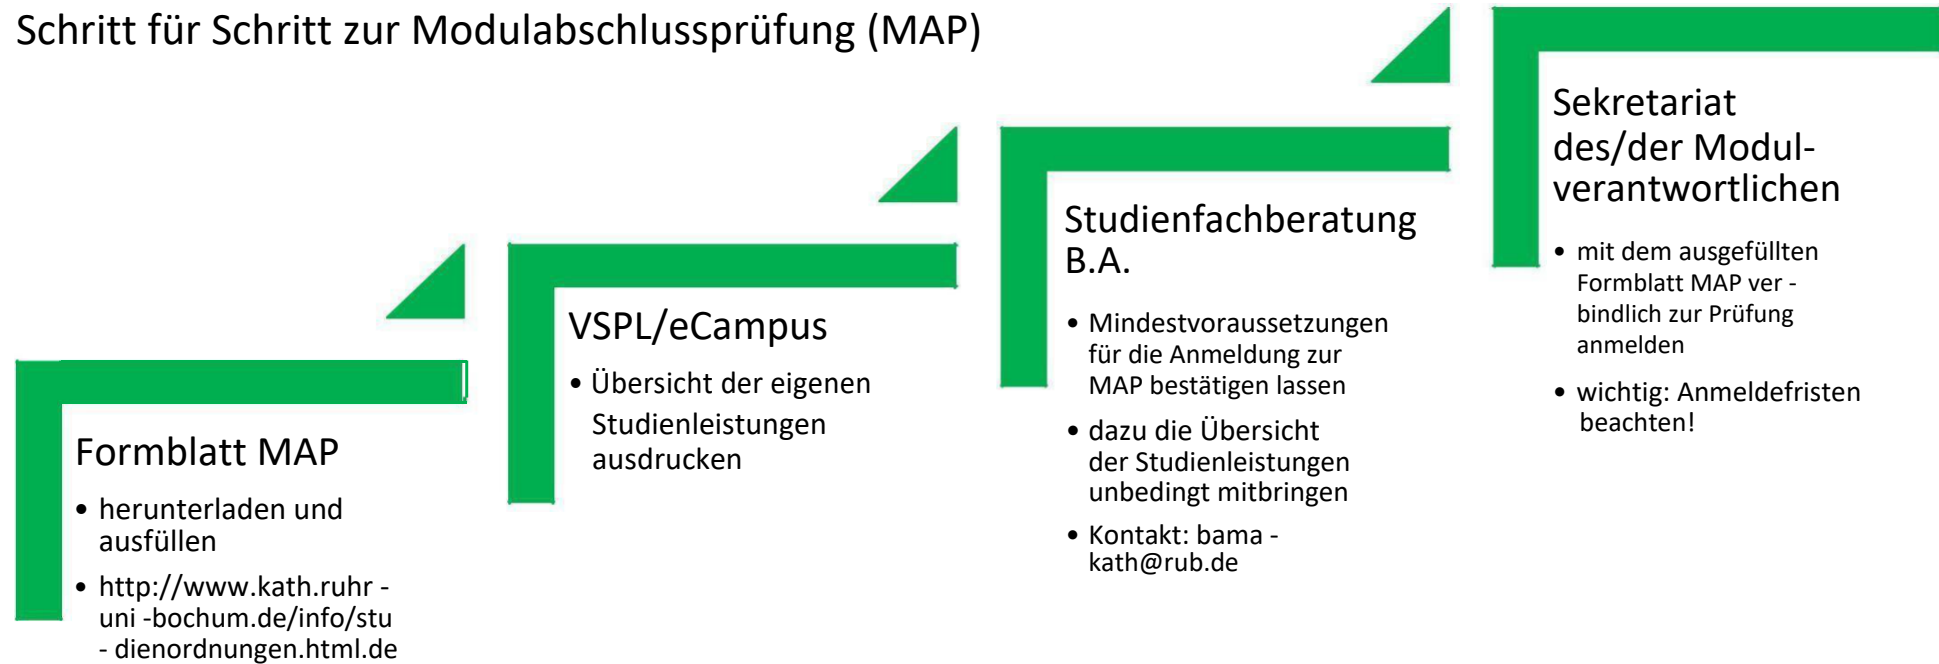 Schritt für Schritt zur Modulabschlussprüfung (MAP)
Formblatt MAP
• herunterladen und
ausfüllen
• http://www.kath.ruhr -
uni -bochum.de/info/stu
- dienordnungen.html.de
VSPL/eCampus
• Übersicht der eigenen
Studienleistungen
ausdrucken
Studienfachberatung
B.A.
• Mindestvoraussetzungen
für die Anmeldung zur
MAP bestätigen lassen
• dazu die Übersicht
der Studienleistungen
unbedingt mitbringen
• Kontakt: bama -
kath@rub.de
Sekretariat
des/der Modul-
verantwortlichen
• mit dem ausgefüllten
Formblatt MAP ver -
bindlich zur Prüfung
anmelden
• wichtig: Anmeldefristen
beachten!